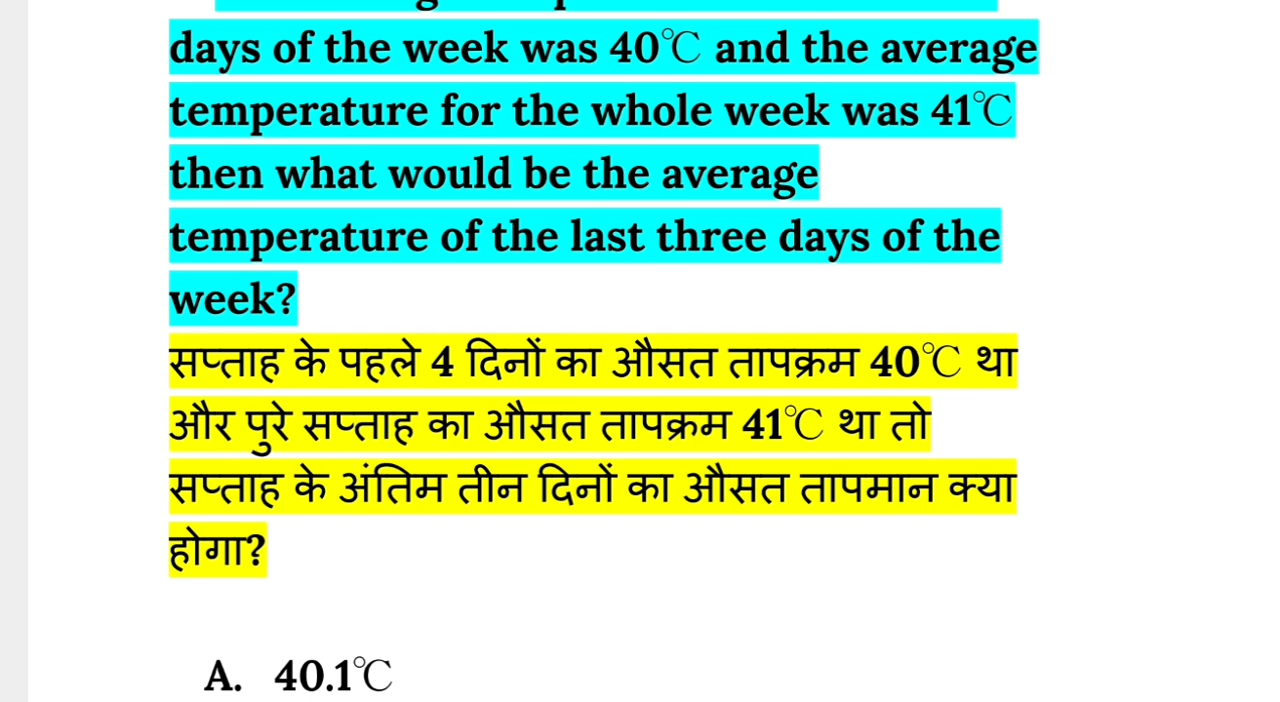 days of the week was 40℃ and the average
temperature for the whole week was 41℃
then what would be the average
temperature of the last three days of the
week?
सप्ताह के पहले 4 दिनों का औसत तापक्रम 40℃ था
और पुरे सप्ताह का औसत तापक्रम 41℃ था तो
सप्ताह के अंतिम तीन दिनों का औसत तापमान क्या
होगा?
A. 40.1℃